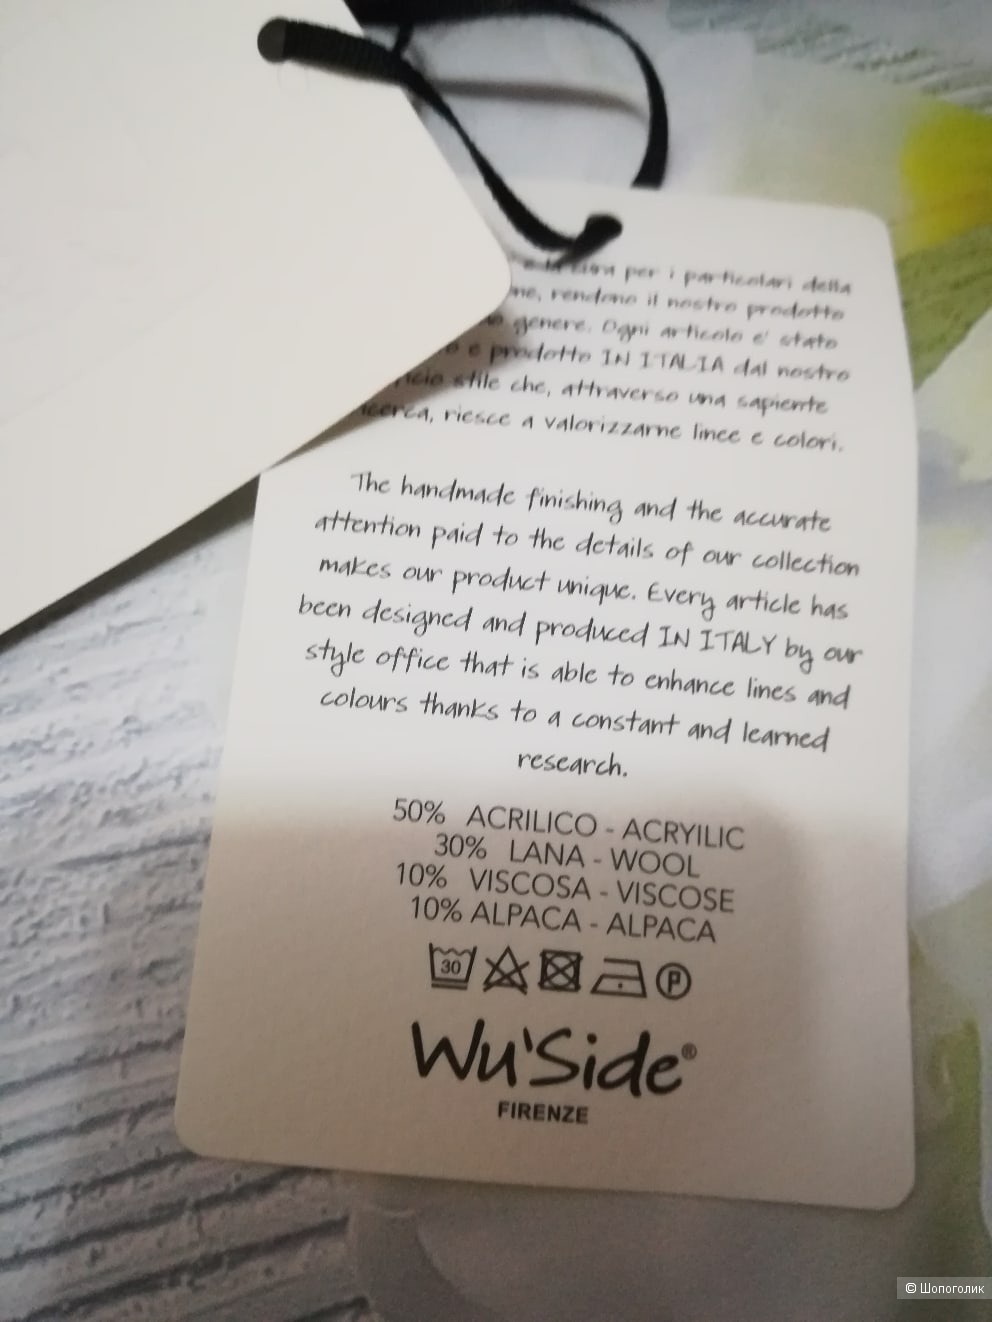 e la cura per i particolari della
rendono il nostro prodotto
genere. Ogni articolo e' stato
e prodotto IN ITALIA dal nostro
stile che, attraverso una sapiente
riesce a valorizzarne linee e colori.
The handmade finishing and the accurate
attention paid to the details of our collection
makes our product unique. Every article has
been designed and produced IN ITALY by our
style office that is able to enhance lines and
colours thanks to a constant and learned
research.
50% ACRILICO - ACRYILIC
30% LANA - WOOL
10% VISCOSA - VISCOSE
10% ALPACA - ALPACA
30 P
Wu'Side®
FIRENZE
© Шопоголик